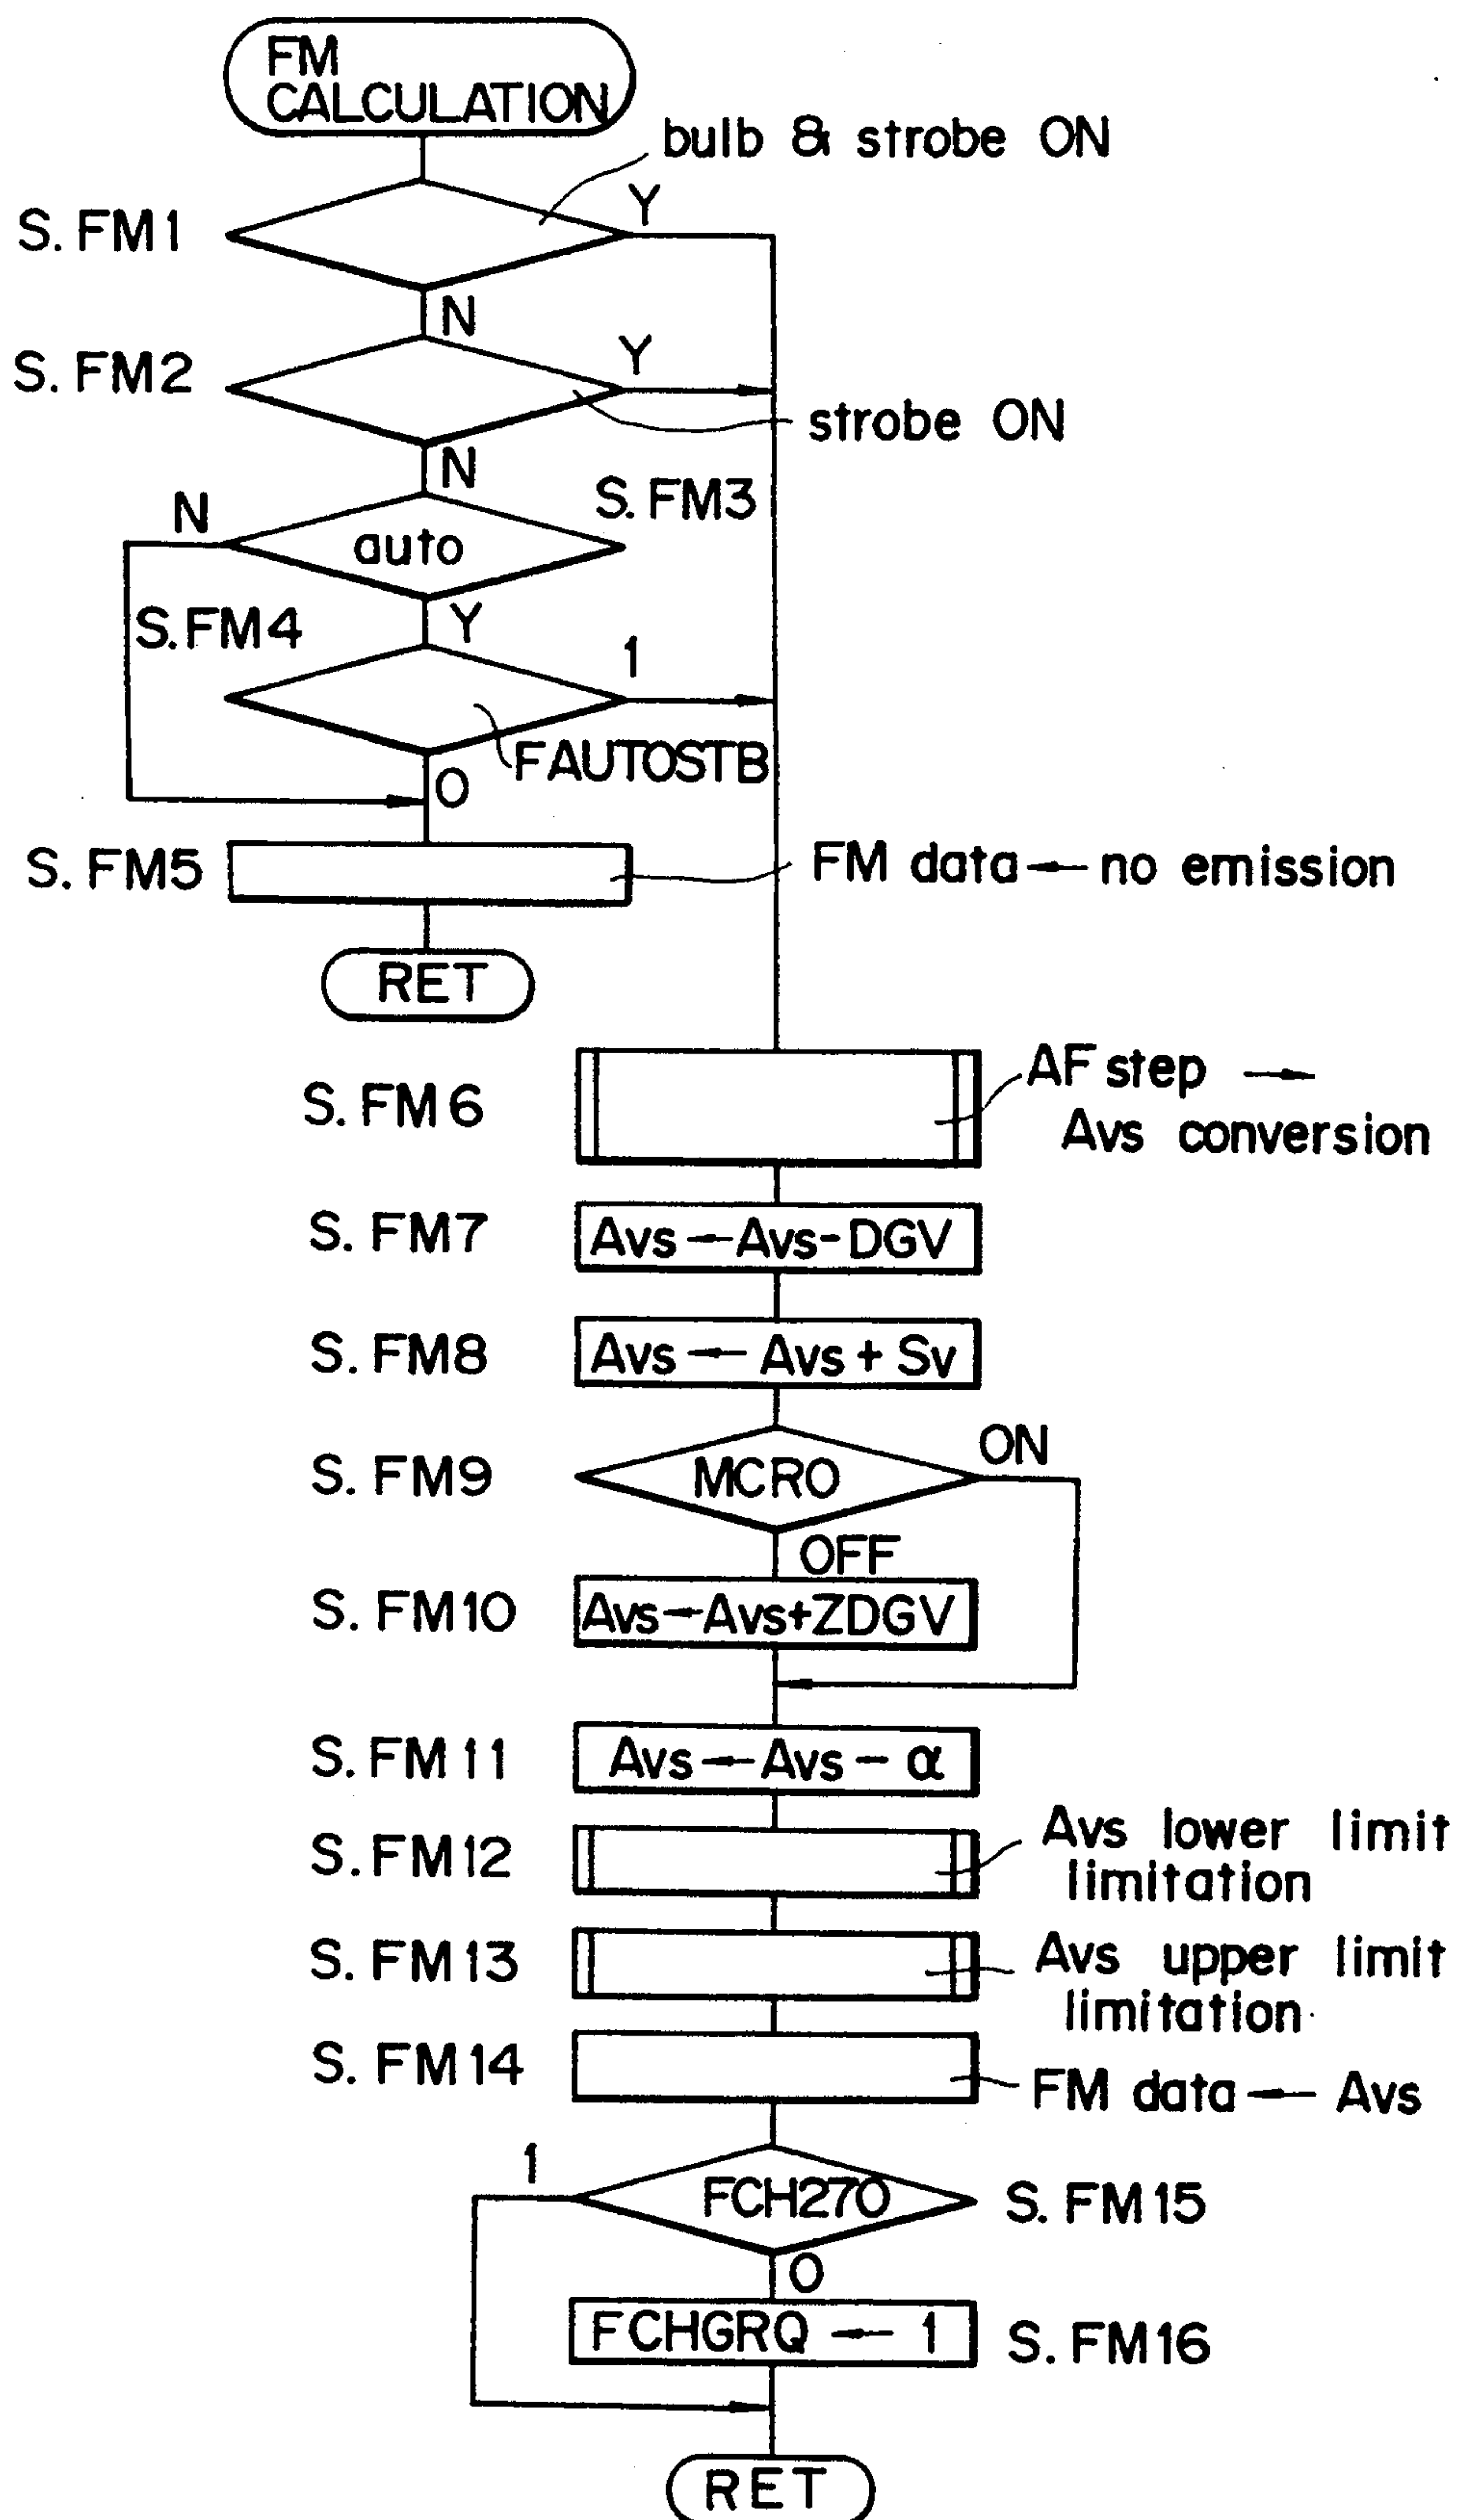 FM
CALCULATION
bulb & strobe ON
S. FM1
Y
N
S. FM2
Y
strobe ON
N
S. FM3
N
auto
S. FM4
Y
1
FAUTOSTB
0
S. FM5
FM data ← no emission
RET
S. FM6
AF step →
Avs conversion
S. FM7
Avs ← Avs - DGV
S. FM8
Avs ← Avs + Sv
S. FM9
MCRO
ON
OFF
S. FM10
Avs ← Avs + ZDGV
S. FM11
Avs ← Avs - α
S. FM12
Avs lower limit
limitation
S. FM13
Avs upper limit
limitation
S. FM14
FM data ← Avs
1
FCH270
S. FM15
0
FCHGRQ ← 1
S. FM16
RET